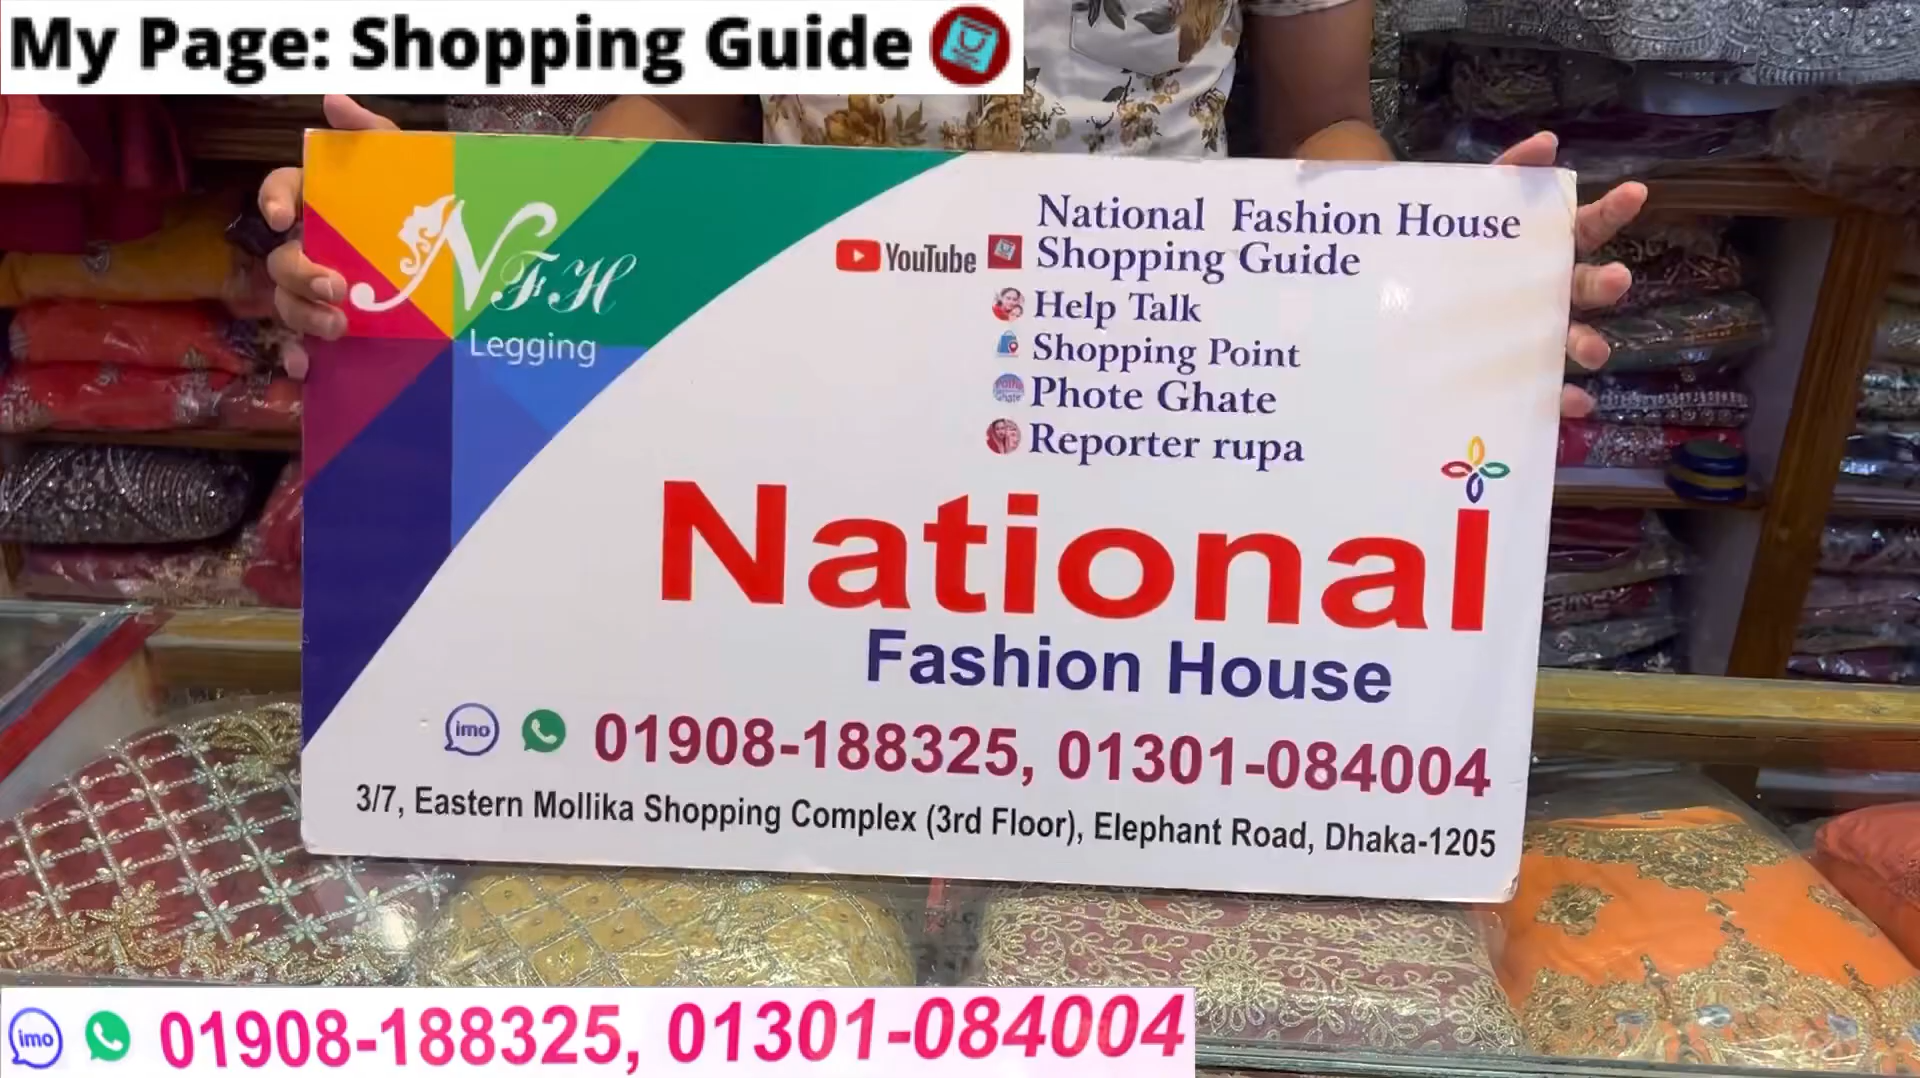 My Page: Shopping Guide
NFH
Legging
National Fashion House
YouTube Shopping Guide
Help Talk
Shopping Point
Phote Ghate
Reporter rupa
National
Fashion House
imo 01908-188325, 01301-084004
3/7, Eastern Mollika Shopping Complex (3rd Floor), Elephant Road, Dhaka-1205
imo 01908-188325, 01301-084004